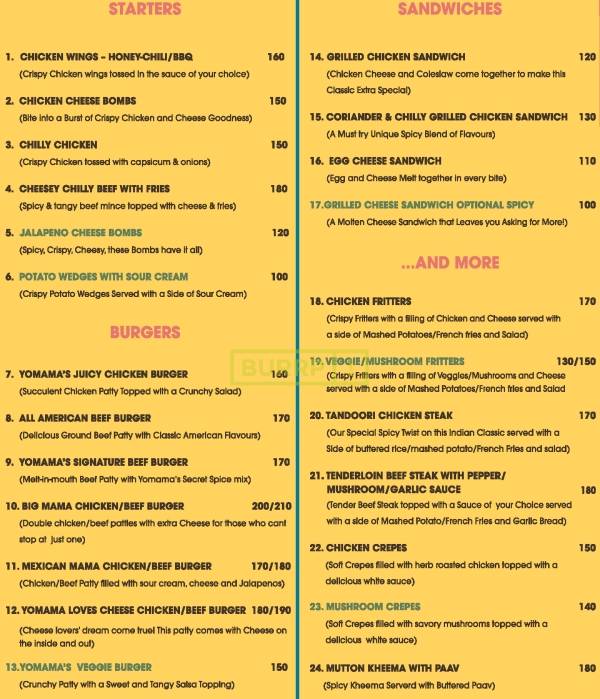 STARTERS
1. CHICKEN WINGS – HONEY-CHILI/BBQ 160
(Crispy Chicken wings tossed in the sauce of your choice)
2. CHICKEN CHEESE BOMBS 150
(Bite into a Burst of Crispy Chicken and Cheese Goodness)
3. CHILLY CHICKEN 150
(Crispy Chicken tossed with capsicum & onions)
4. CHEESEY CHILLY BEEF WITH FRIES 180
(Spicy & tangy beef mince topped with cheese & fries)
5. JALAPENO CHEESE BOMBS 120
(Spicy, Crispy, Cheesy, these Bombs have it all)
6. POTATO WEDGES WITH SOUR CREAM 100
(Crispy Potato Wedges Served with a Side of Sour Cream)
BURGERS
7. YOMAMA'S JUICY CHICKEN BURGER 160
(Succulent Chicken Patty Topped with a Crunchy Salad)
8. ALL AMERICAN BEEF BURGER 170
(Delicious Ground Beef Patty with Classic American Flavours)
9. YOMAMA'S SIGNATURE BEEF BURGER 170
(Melt-in-mouth Beef Patty with Yomama's Secret Spice mix)
10. BIG MAMA CHICKEN/BEEF BURGER 200/210
(Double chicken/beef patties with extra Cheese for those who cant
stop at just one)
11. MEXICAN MAMA CHICKEN/BEEF BURGER 170/180
(Chicken/Beef Patty filled with sour cream, cheese and Jalapenos)
12. YOMAMA LOVES CHEESE CHICKEN/BEEF BURGER 180/190
(Cheese lovers' dream come true! This patty comes with Cheese on
the inside and out)
13.YOMAMA'S VEGGIE BURGER 150
(Crunchy Patty with a Sweet and Tangy Salsa Topping)
SANDWICHES
14. GRILLED CHICKEN SANDWICH 120
(Chicken Cheese and Coleslaw come together to make this
Classic Extra Special)
15. CORIANDER & CHILLY GRILLED CHICKEN SANDWICH 130
(A Must try Unique Spicy Blend of Flavours)
16. EGG CHEESE SANDWICH 110
(Egg and Cheese Melt together in every bite)
17.GRILLED CHEESE SANDWICH OPTIONAL SPICY 100
(A Molten Cheese Sandwich that Leaves you Asking for More!)
...AND MORE
18. CHICKEN FRITTERS 170
(Crispy Fritters with a filling of Chicken and Cheese served with
a side of Mashed Potatoes/French fries and Salad)
19. VEGGIE/MUSHROOM FRITTERS 130/150
(Crispy Fritters with a filling of Veggies/Mushrooms and Cheese
served with a side of Mashed Potatoes/French fries and Salad
20. TANDOORI CHICKEN STEAK 170
(Our Special Spicy Twist on this Indian Classic served with a
Side of buttered rice/mashed potato/French Fries and salad)
21. TENDERLOIN BEEF STEAK WITH PEPPER/
MUSHROOM/GARLIC SAUCE 180
(Tender Beef Steak topped with a Sauce of your Choice served
with a side of Mashed Potato/French Fries and Garlic Bread)
22. CHICKEN CREPES 150
(Soft Crepes filled with herb roasted chicken topped with a
delicious white sauce)
23. MUSHROOM CREPES 140
(Soft Crepes filled with savory mushrooms topped with a
delicious white sauce)
24. MUTTON KHEEMA WITH PAAV 180
(Spicy Kheema Serverd with Buttered Paav)